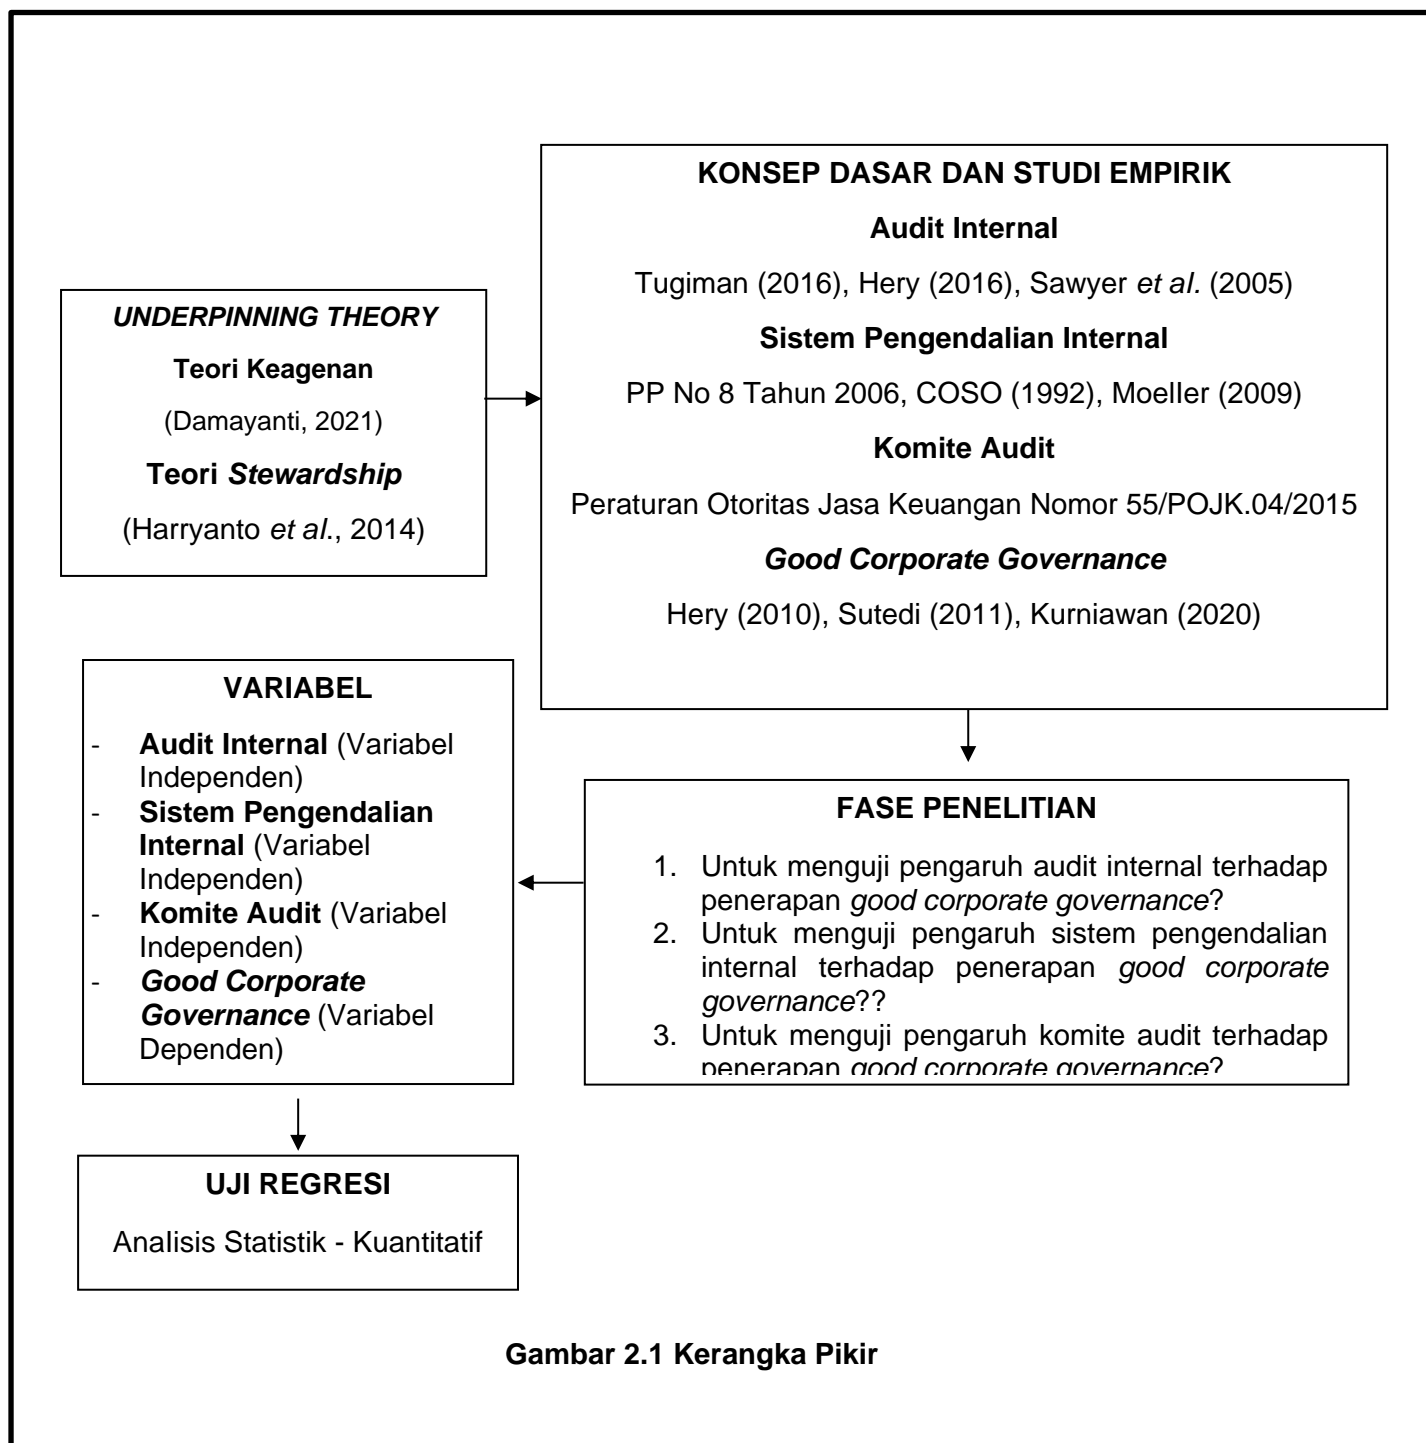 UNDERPINNING THEORY
Teori Keagenan
(Damayanti, 2021)
Teori Stewardship
(Harryanto et al., 2014)
KONSEP DASAR DAN STUDI EMPIRIK
Audit Internal
Tugiman (2016), Hery (2016), Sawyer et al. (2005)
Sistem Pengendalian Internal
PP No 8 Tahun 2006, COSO (1992), Moeller (2009)
Komite Audit
Peraturan Otoritas Jasa Keuangan Nomor 55/POJK.04/2015
Good Corporate Governance
Hery (2010), Sutedi (2011), Kurniawan (2020)
FASE PENELITIAN
1. Untuk menguji pengaruh audit internal terhadap
penerapan good corporate governance?
2. Untuk menguji pengaruh sistem pengendalian
internal terhadap penerapan good corporate
governance??
3. Untuk menguji pengaruh komite audit terhadap
penerapan good corporate governance?
VARIABEL
- Audit Internal (Variabel
Independen)
- Sistem Pengendalian
Internal (Variabel
Independen)
- Komite Audit (Variabel
Independen)
- Good Corporate
Governance (Variabel
Dependen)
UJI REGRESI
Analisis Statistik - Kuantitatif
Gambar 2.1 Kerangka Pikir